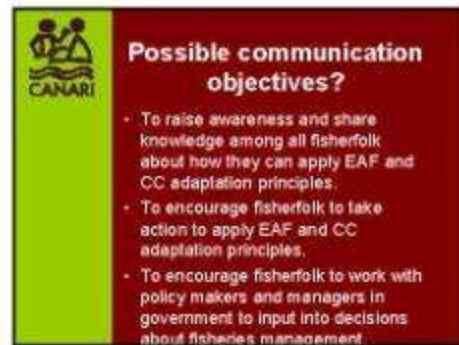 CANARI
Possible communication
objectives?
• To raise awareness and share
knowledge among all fisherfolk
about how they can apply EAF and
CC adaptation principles.
• To encourage fisherfolk to take
action to apply EAF and CC
adaptation principles.
• To encourage fisherfolk to work with
policy makers and managers in
government to input into decisions
about fisheries management